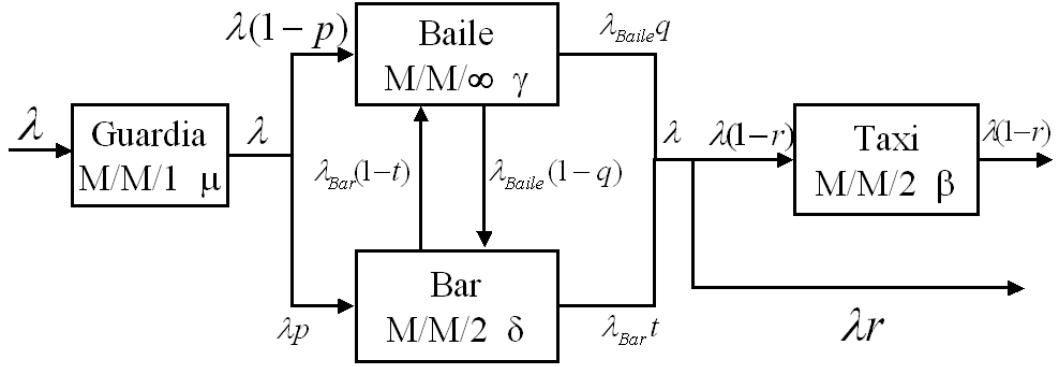 λ
Guardia
M/M/1 μ
λ
λ(1−p)
Baile
M/M/∞ γ
λ_Baile q
λ_Bar (1−t)
λ_Baile (1−q)
λp
Bar
M/M/2 δ
λ_Bar t
λ
λ(1−r)
Taxi
M/M/2 β
λ(1−r)
λr